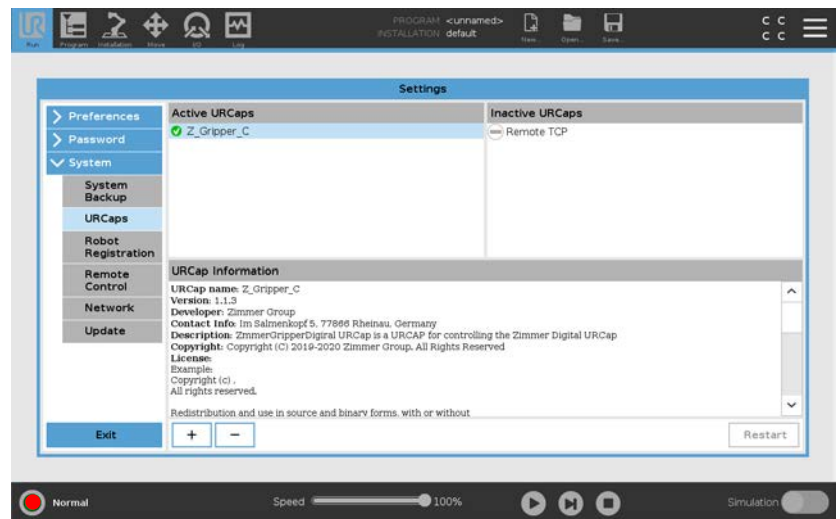 UR
PROGRAM <unnamed>
INSTALLATION default
Run
Program
Installation
Move
I/O
Log
New...
Open...
Save...
C C
C C
Settings
Preferences
Password
System
System
Backup
URCaps
Robot
Registration
Remote
Control
Network
Update
Exit
Active URCaps
Z_Gripper_C
Inactive URCaps
Remote TCP
URCap Information
URCap name: Z_Gripper_C
Version: 1.1.3
Developer: Zimmer Group
Contact Info: Im Salmenkopf 5, 77866 Rheinau, Germany
Description: ZmmerGripperDigiral URCap is a URCAP for controlling the Zimmer Digital URCap
Copyright: Copyright (C) 2019-2020 Zimmer Group, All Rights Reserved
License:
Example:
Copyright (c) ,
All rights reserved.
Redistribution and use in source and binary forms, with or without
+
−
Restart
Normal
Speed
100%
Simulation